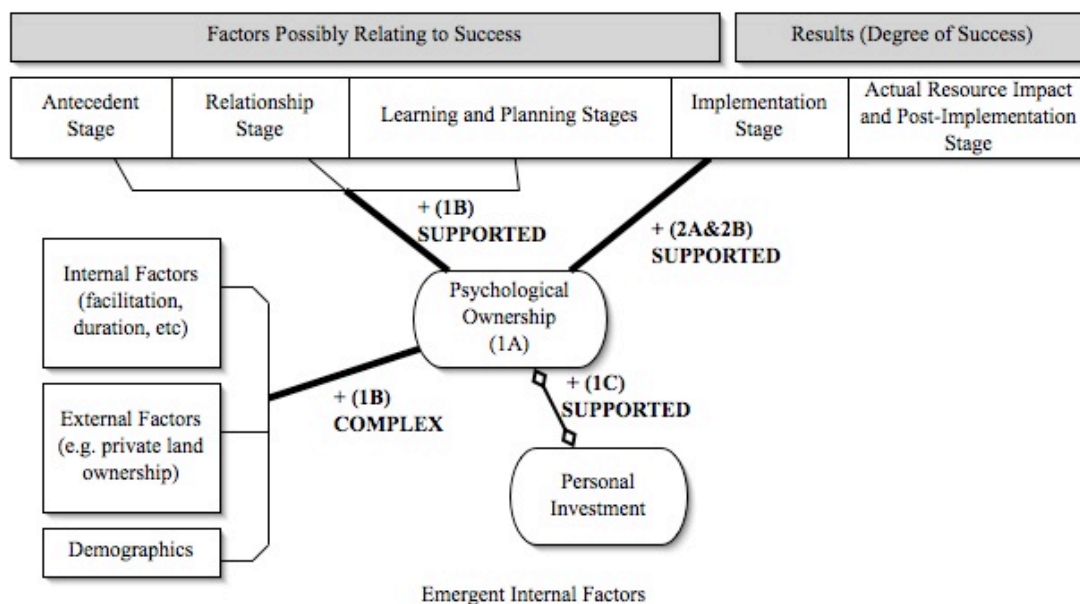 Factors Possibly Relating to Success
Results (Degree of Success)
Antecedent
Stage
Relationship
Stage
Learning and Planning Stages
Implementation
Stage
Actual Resource Impact
and Post-Implementation
Stage
+ (1B)
SUPPORTED
+ (2A&2B)
SUPPORTED
Internal Factors
(facilitation,
duration, etc)
Psychological
Ownership
(1A)
+ (1B)
COMPLEX
+ (1C)
SUPPORTED
External Factors
(e.g. private land
ownership)
Personal
Investment
Demographics
Emergent Internal Factors